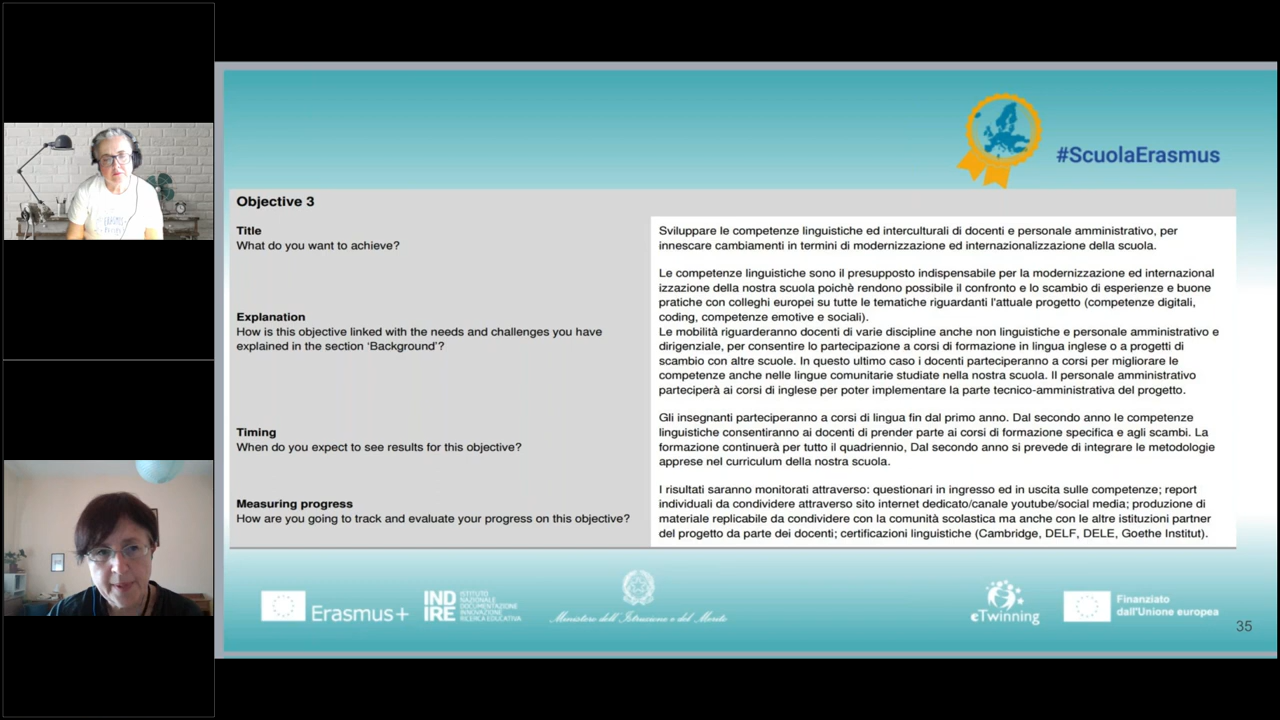 #ScuolaErasmus
Objective 3
Title
What do you want to achieve?
Sviluppare le competenze linguistiche ed interculturali di docenti e personale amministrativo, per
innescare cambiamenti in termini di modernizzazione ed internazionalizzazione della scuola.
Explanation
How is this objective linked with the needs and challenges you have
explained in the section ‘Background’?
Le competenze linguistiche sono il presupposto indispensabile per la modernizzazione ed internazional
izzazione della nostra scuola poichè rendono possibile il confronto e lo scambio di esperienze e buone
pratiche con colleghi europei su tutte le tematiche riguardanti l'attuale progetto (competenze digitali,
coding, competenze emotive e sociali).
Le mobilità riguarderanno docenti di varie discipline anche non linguistiche e personale amministrativo e
dirigenziale, per consentire lo partecipazione a corsi di formazione in lingua inglese o a progetti di
scambio con altre scuole. In questo ultimo caso i docenti parteciperanno a corsi per migliorare le
competenze anche nelle lingue comunitarie studiate nella nostra scuola. Il personale amministrativo
parteciperà ai corsi di inglese per poter implementare la parte tecnico-amministrativa del progetto.
Timing
When do you expect to see results for this objective?
Gli insegnanti parteciperanno a corsi di lingua fin dal primo anno. Dal secondo anno le competenze
linguistiche consentiranno ai docenti di prender parte ai corsi di formazione specifica e agli scambi. La
formazione continuerà per tutto il quadriennio, Dal secondo anno si prevede di integrare le metodologie
apprese nel curriculum della nostra scuola.
Measuring progress
How are you going to track and evaluate your progress on this objective?
I risultati saranno monitorati attraverso: questionari in ingresso ed in uscita sulle competenze; report
individuali da condividere attraverso sito internet dedicato/canale youtube/social media; produzione di
materiale replicabile da condividere con la comunità scolastica ma anche con le altre istituzioni partner
del progetto da parte dei docenti; certificazioni linguistiche (Cambridge, DELF, DELE, Goethe Institut).
Erasmus+
INDIRE
ISTITUTO
NAZIONALE
DOCUMENTAZIONE
INNOVAZIONE
RICERCA EDUCATIVA
Ministero dell'Istruzione e del Merito
eTwinning
Finanziato
dall'Unione europea
35